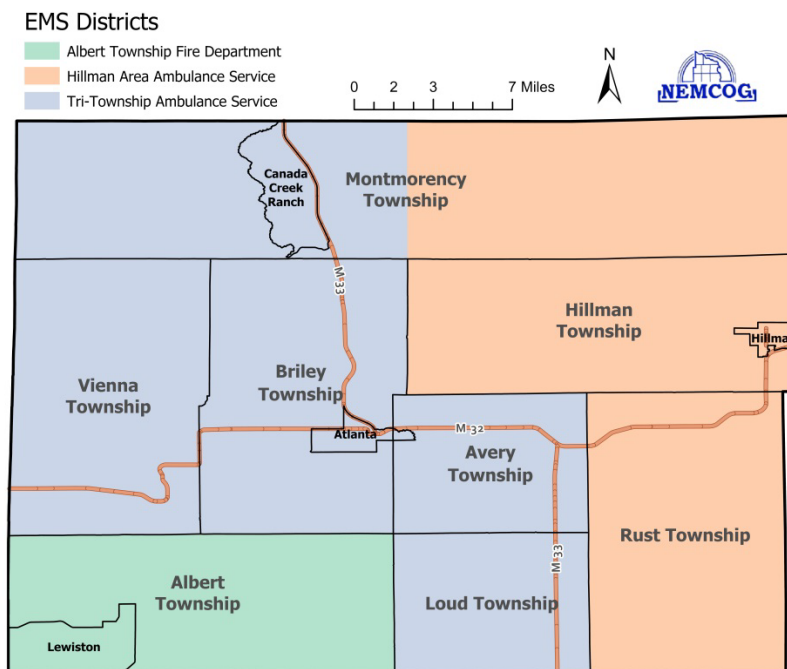 EMS Districts
Albert Township Fire Department
Hillman Area Ambulance Service
Tri-Township Ambulance Service
0 2 3 7 Miles
N
NEMCOG
Canada
Creek
Ranch
Montmorency
Township
M 33
Hillman
Township
Hillma
Briley
Township
Vienna
Township
Atlanta
M 32
Avery
Township
Rust Township
M 33
Albert
Township
Loud Township
Lewiston